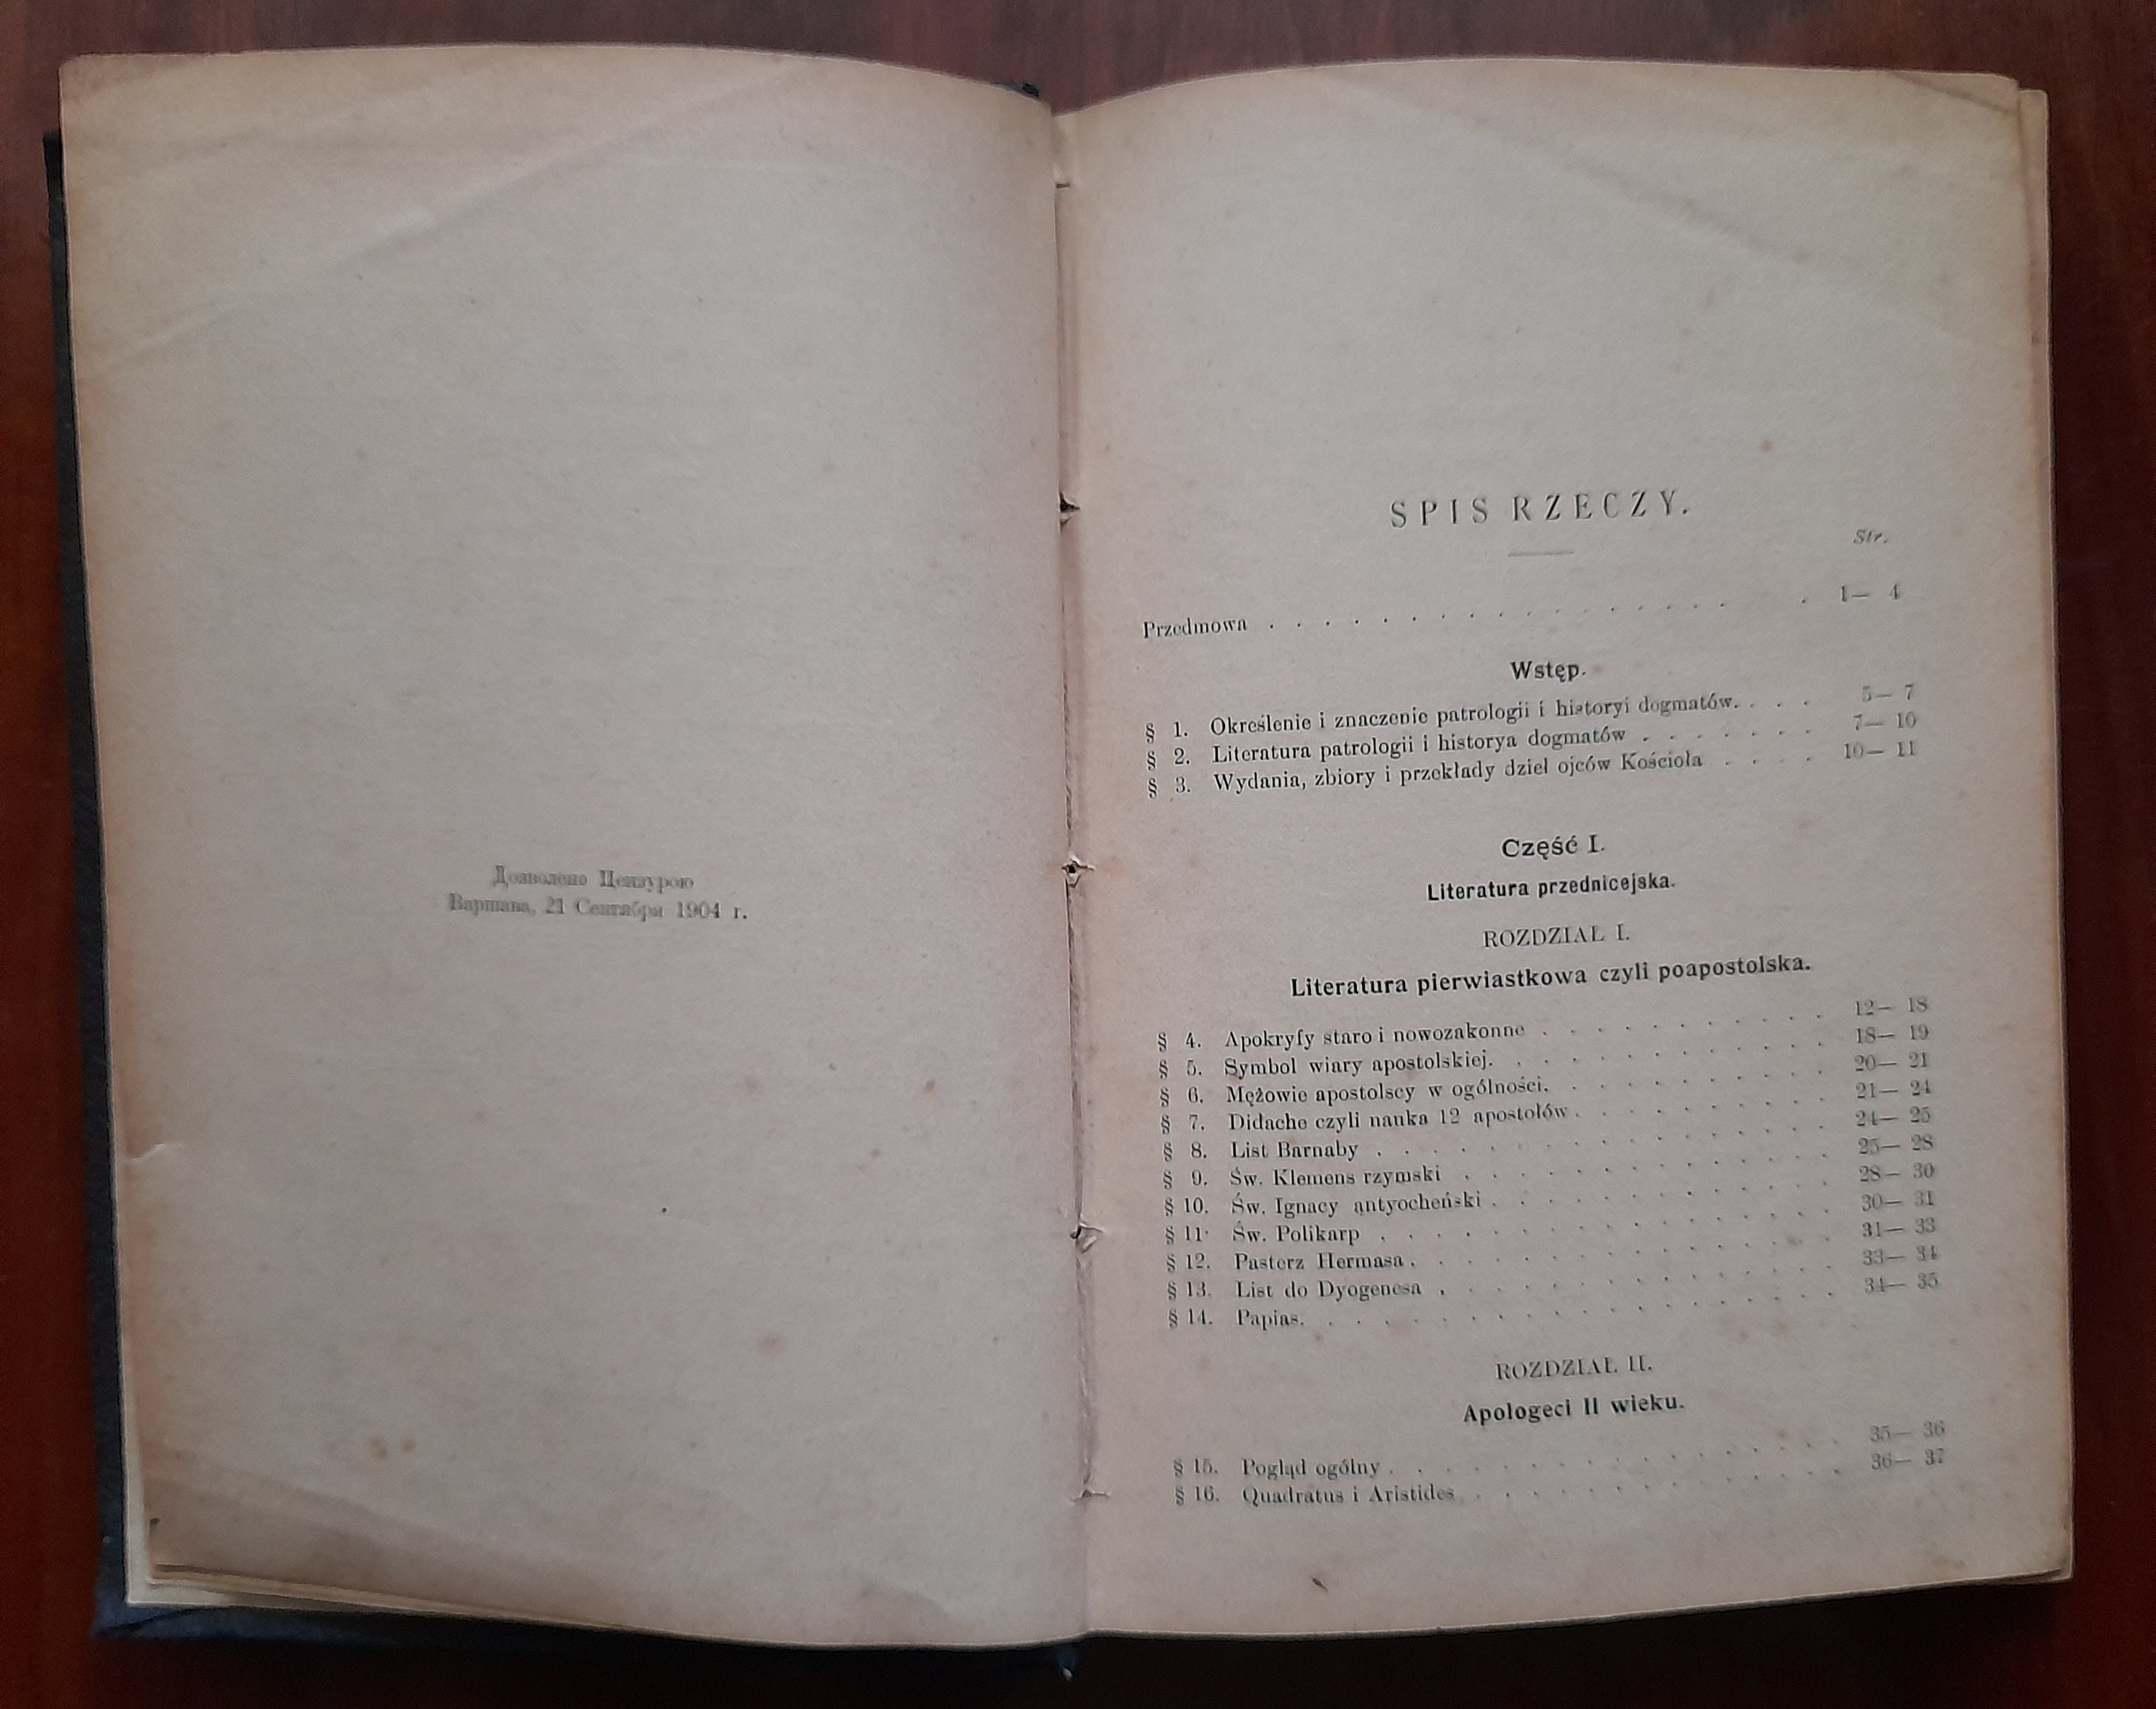 Дозволено Цензурою
Варшава, 21 Сентября 1904 г.
SPIS RZECZY.
Str.
Przedmowa . . . . . . . . . . . . . . . . . . 1— 4
Wstęp.
§ 1. Określenie i znaczenie patrologii i historyi dogmatów. . . . 5— 7
§ 2. Literatura patrologii i historya dogmatów . . . . . . . 7— 10
§ 3. Wydania, zbiory i przekłady dzieł ojców Kościoła . . . . 10— 11
Część I.
Literatura przednicejska.
ROZDZIAŁ I.
Literatura pierwiastkowa czyli poapostolska.
§ 4. Apokryfy staro i nowozakonne . . . . . . . . . . . 12— 18
§ 5. Symbol wiary apostolskiej. . . . . . . . . . . . . 18— 19
§ 6. Mężowie apostolscy w ogólności. . . . . . . . . . . 20— 21
§ 7. Didache czyli nauka 12 apostołów . . . . . . . . . . 21— 24
§ 8. List Barnaby . . . . . . . . . . . . . . . . . 24— 25
§ 9. Św. Klemens rzymski . . . . . . . . . . . . . . 25— 28
§ 10. Św. Ignacy antyocheński . . . . . . . . . . . . . 28— 30
§ 11· Św. Polikarp . . . . . . . . . . . . . . . . . 30— 31
§ 12. Pasterz Hermasa . . . . . . . . . . . . . . . . 31— 33
§ 13. List do Dyogenesa . . . . . . . . . . . . . . . 33— 34
§ 14. Papias. . . . . . . . . . . . . . . . . . . . 34— 35
ROZDZIAŁ II.
Apologeci II wieku.
§ 15. Pogląd ogólny . . . . . . . . . . . . . . . . . 35— 36
§ 16. Quadratus i Aristides . . . . . . . . . . . . . . 36— 37